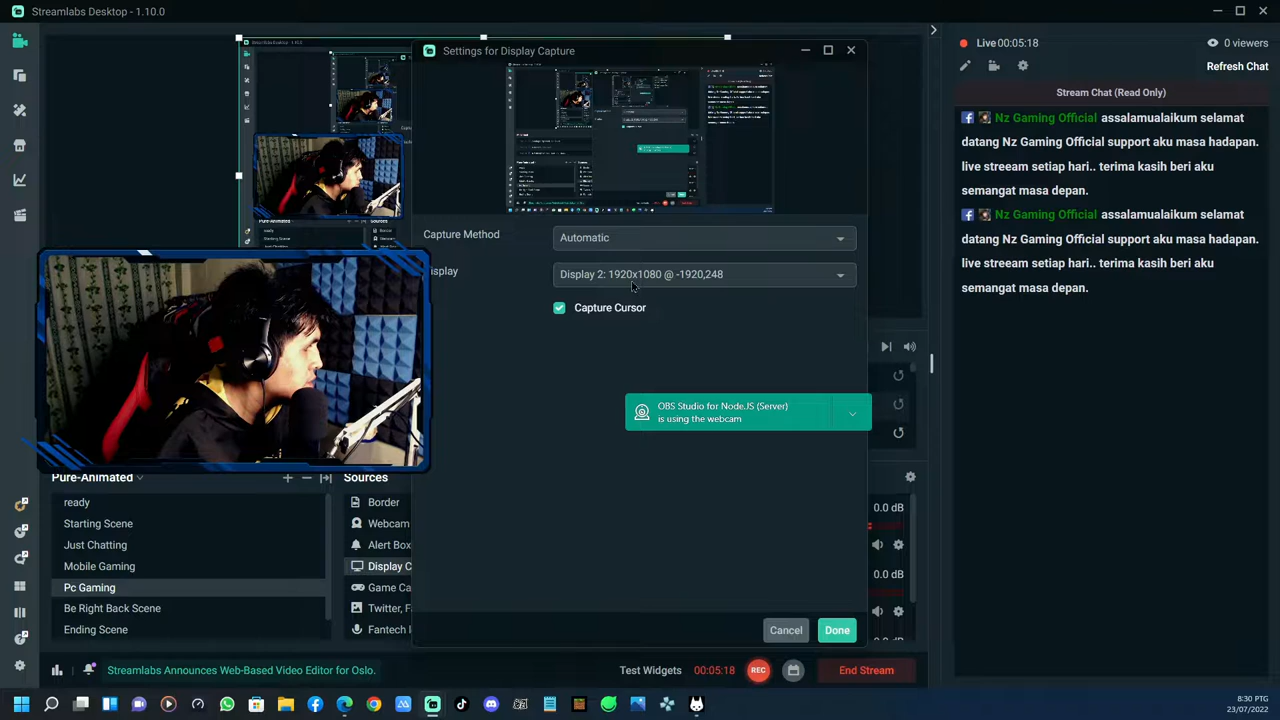 Streamlabs Desktop - 1.10.0
Settings for Display Capture
Capture Method
Automatic
isplay
Display 2: 1920x1080 @ -1920,248
Capture Cursor
OBS Studio for Node.JS (Server)
is using the webcam
Cancel
Done
Live 00:05:18
0 viewers
Refresh Chat
Stream Chat (Read Only)
Nz Gaming Official assalamualaikum selamat
datang Nz Gaming Official support aku masa hadapan.
live streeam setiap hari.. terima kasih beri aku
semangat masa depan.
Nz Gaming Official assalamualaikum selamat
datang Nz Gaming Official support aku masa hadapan.
live streeam setiap hari.. terima kasih beri aku
semangat masa depan.
Pure-Animated
ready
Starting Scene
Just Chatting
Mobile Gaming
Pc Gaming
Be Right Back Scene
Ending Scene
Sources
Border
Webcam
Alert Box
Display C
Game Ca
Twitter, F
Fantech
0.0 dB
0.0 dB
Streamlabs Announces Web-Based Video Editor for Oslo.
Test Widgets
00:05:18
REC
End Stream
8:30 PTG
23/07/2022